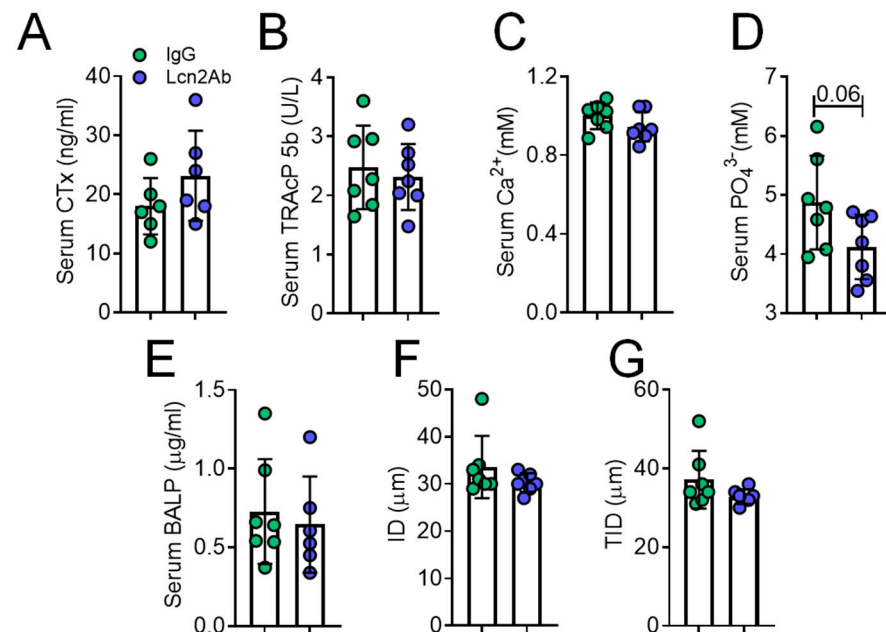 A
IgG
Lcn2Ab
Serum CTx (ng/ml)
40
30
20
10
0
B
Serum TRAcP 5b (U/L)
4
3
2
1
0
C
Serum Ca2+(mM)
1.2
0.8
0.4
0.0
D
Serum PO43-(mM)
7
6
5
4
3
0.06
E
Serum BALP (μg/ml)
1.5
1.0
0.5
0.0
F
ID (μm)
50
40
30
20
10
0
G
TID (μm)
60
40
20
0